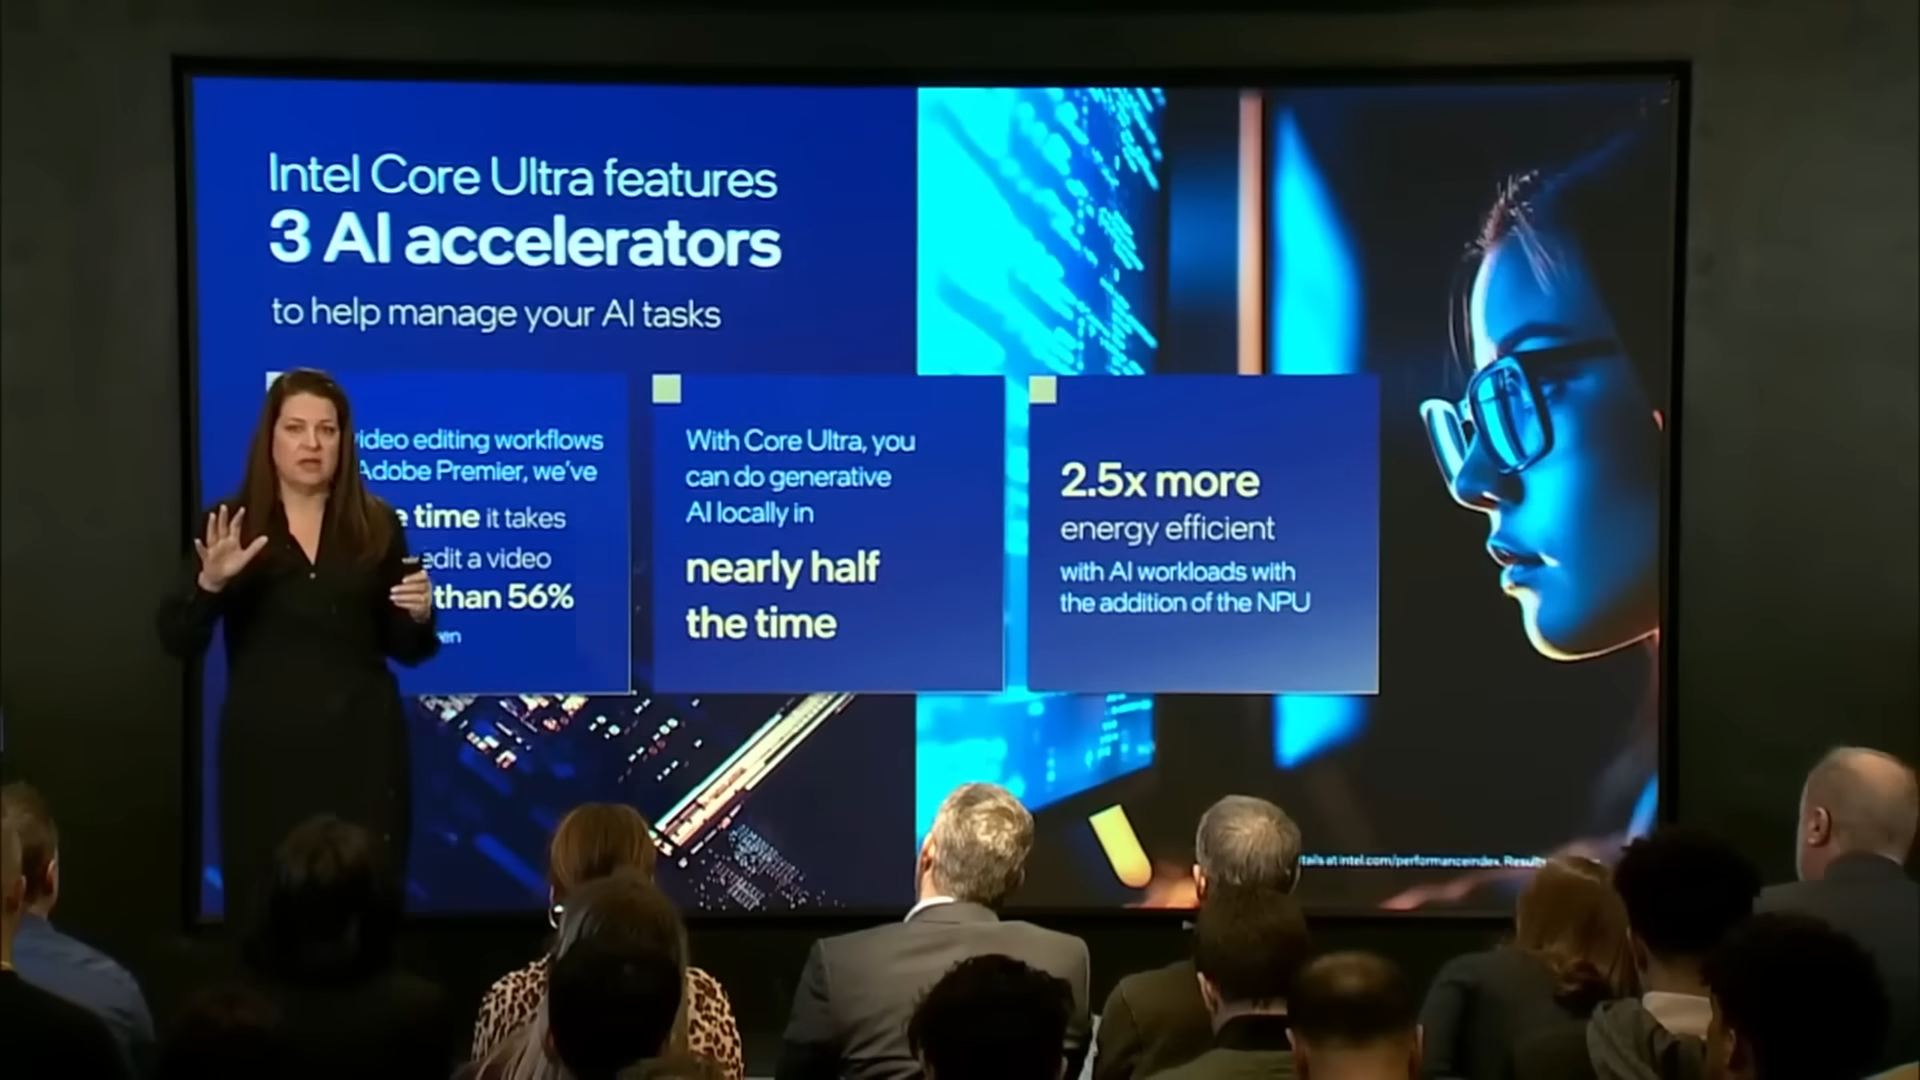 Intel Core Ultra features
3 AI accelerators
to help manage your AI tasks
video editing workflows
Adobe Premier, we've
time it takes
edit a video
than 56%
With Core Ultra, you
can do generative
AI locally in
nearly half
the time
2.5x more
energy efficient
with AI workloads with
the addition of the NPU
at intel.com/performanceindex. Results